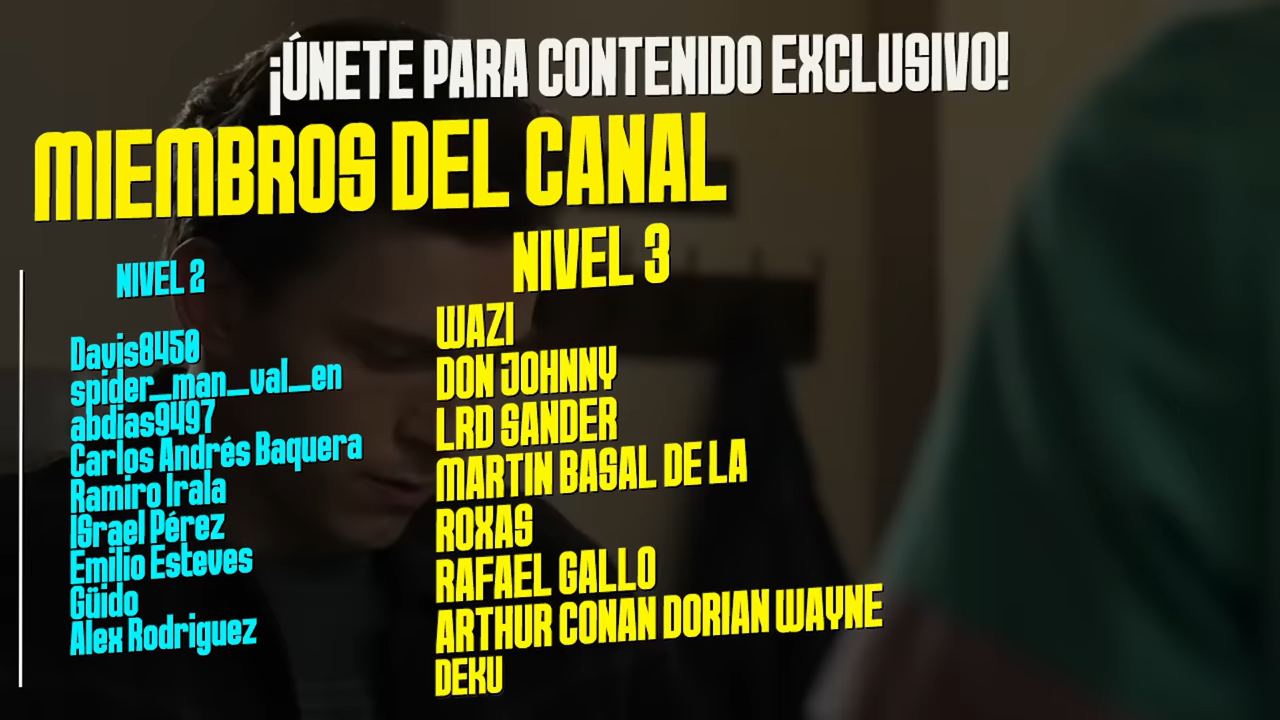 ¡ÚNETE PARA CONTENIDO EXCLUSIVO!
MIEMBROS DEL CANAL
NIVEL 2
Davis8450
spider_man_val_en
abdias9497
Carlos Andrés Baquera
Ramiro Irala
ISrael Pérez
Emilio Esteves
Güido
Alex Rodriguez
NIVEL 3
WAZI
DON JOHNNY
LRD SANDER
MARTIN BASAL DE LA
ROXAS
RAFAEL GALLO
ARTHUR CONAN DORIAN WAYNE
DEKU